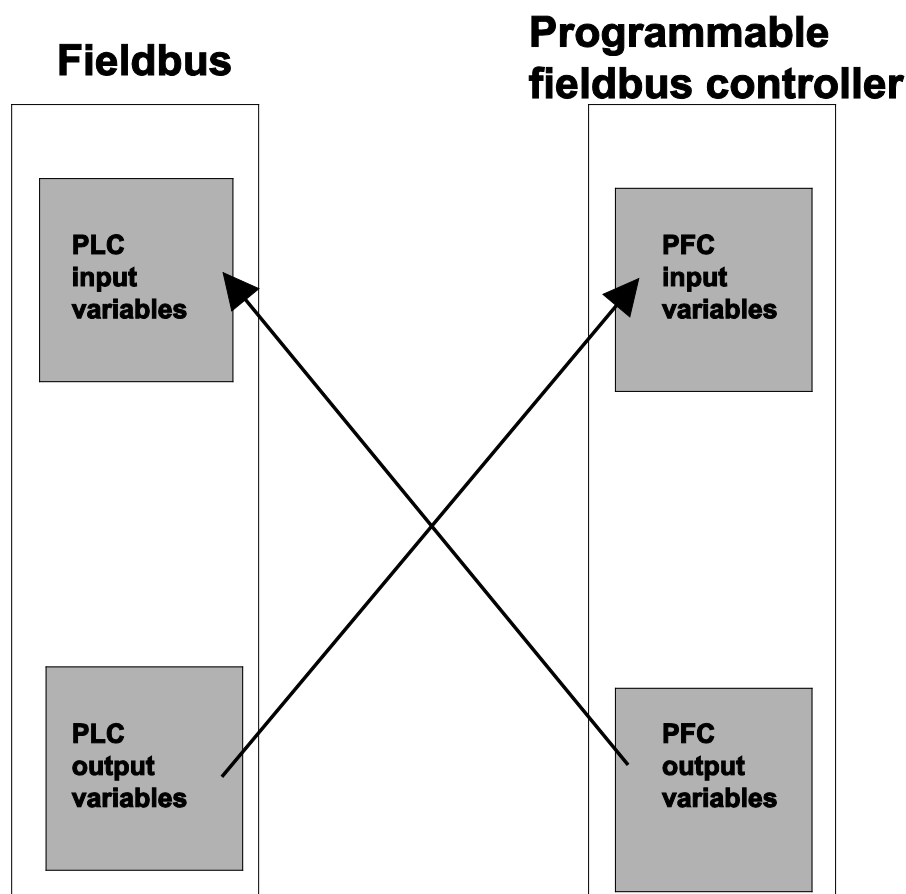 Fieldbus
Programmable
fieldbus controller
PLC
input
variables
PFC
input
variables
PLC
output
variables
PFC
output
variables